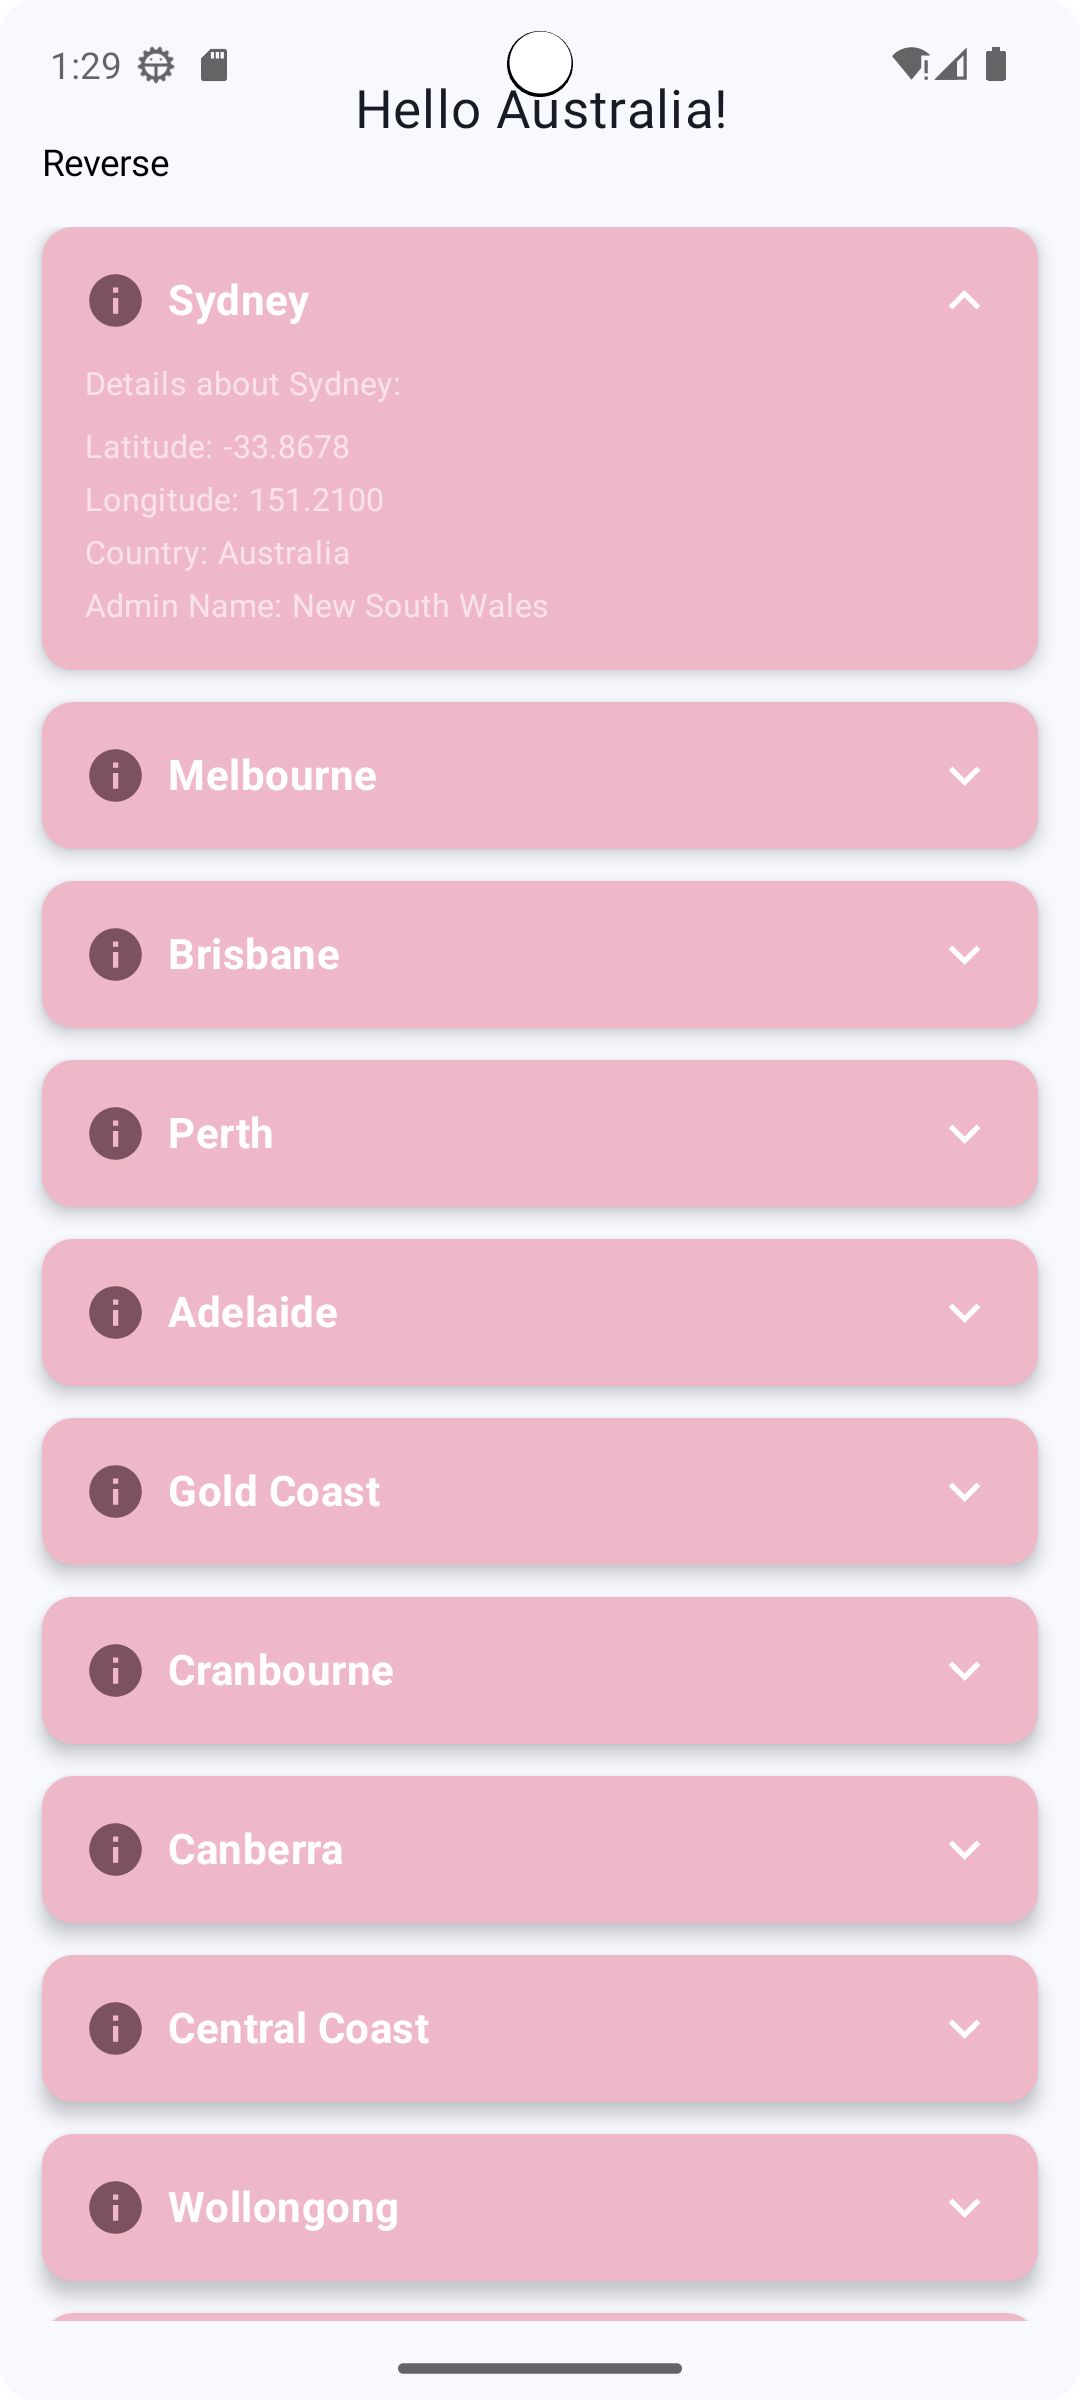 1:29
Hello Australia!
Reverse
Sydney
Details about Sydney:
Latitude: -33.8678
Longitude: 151.2100
Country: Australia
Admin Name: New South Wales
Melbourne
Brisbane
Perth
Adelaide
Gold Coast
Cranbourne
Canberra
Central Coast
Wollongong